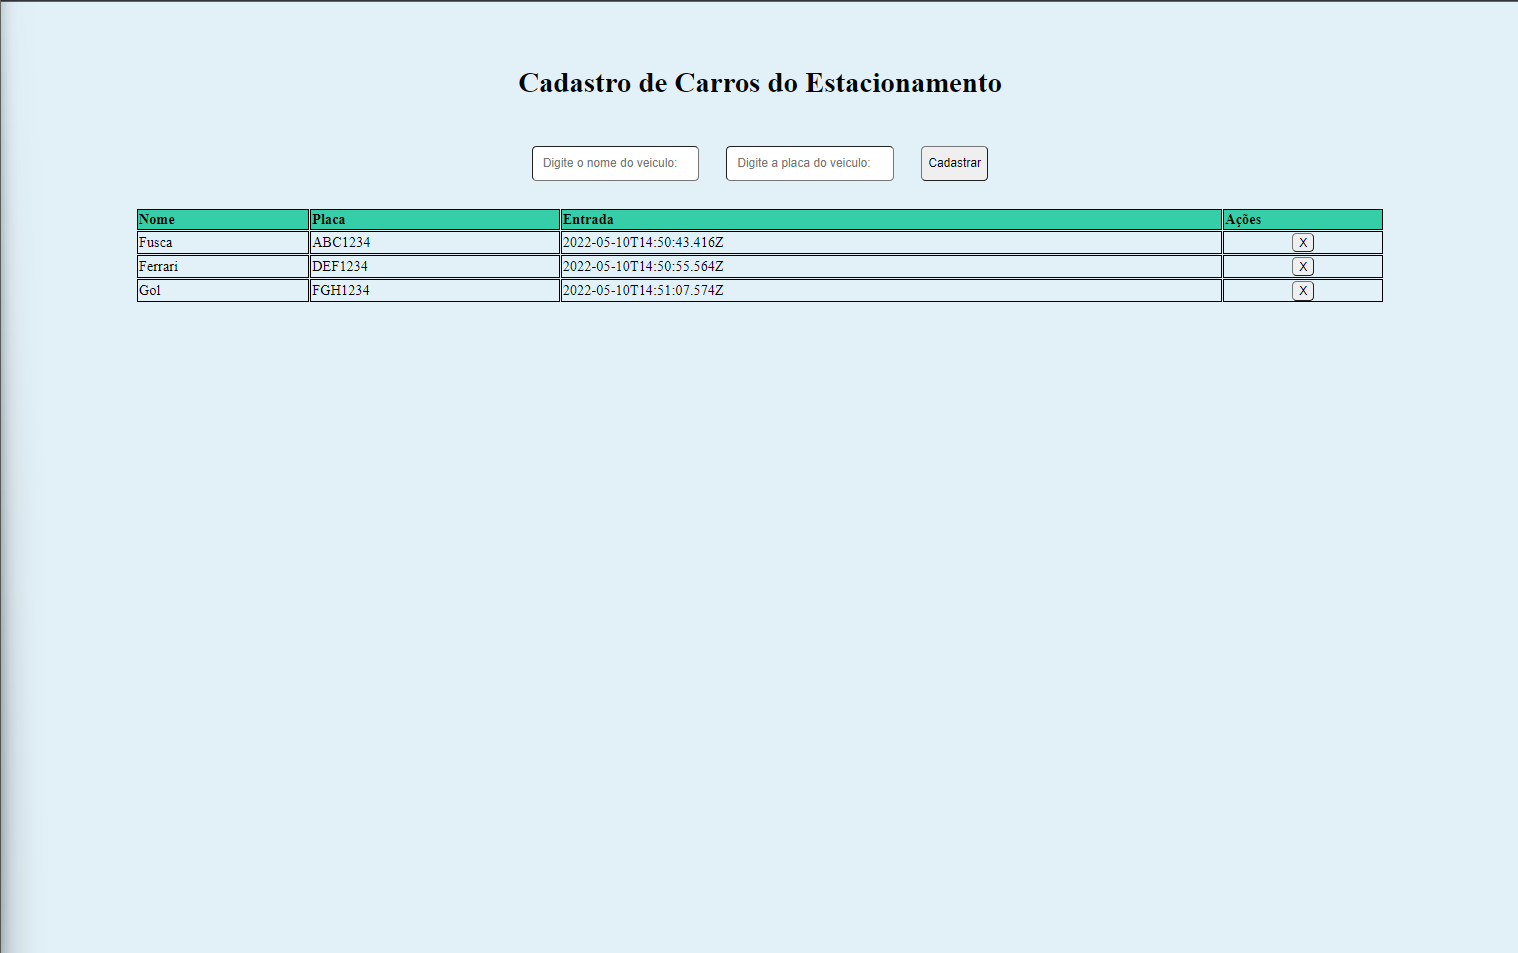 Cadastro de Carros do Estacionamento
Digite o nome do veiculo: Digite a placa do veiculo: Cadastrar
Nome Placa Entrada Ações
Fusca ABC1234 2022-05-10T14:50:43.416Z X
Ferrari DEF1234 2022-05-10T14:50:55.564Z X
Gol FGH1234 2022-05-10T14:51:07.574Z X